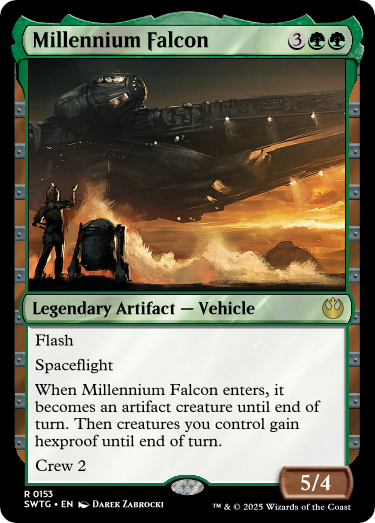 Millennium Falcon 3
Legendary Artifact — Vehicle
Flash
Spaceflight
When Millennium Falcon enters, it
becomes an artifact creature until end of
turn. Then creatures you control gain
hexproof until end of turn.
Crew 2
5/4
R 0153
SWTG • EN Darek Zabrocki
™ & © 2025 Wizards of the Coast